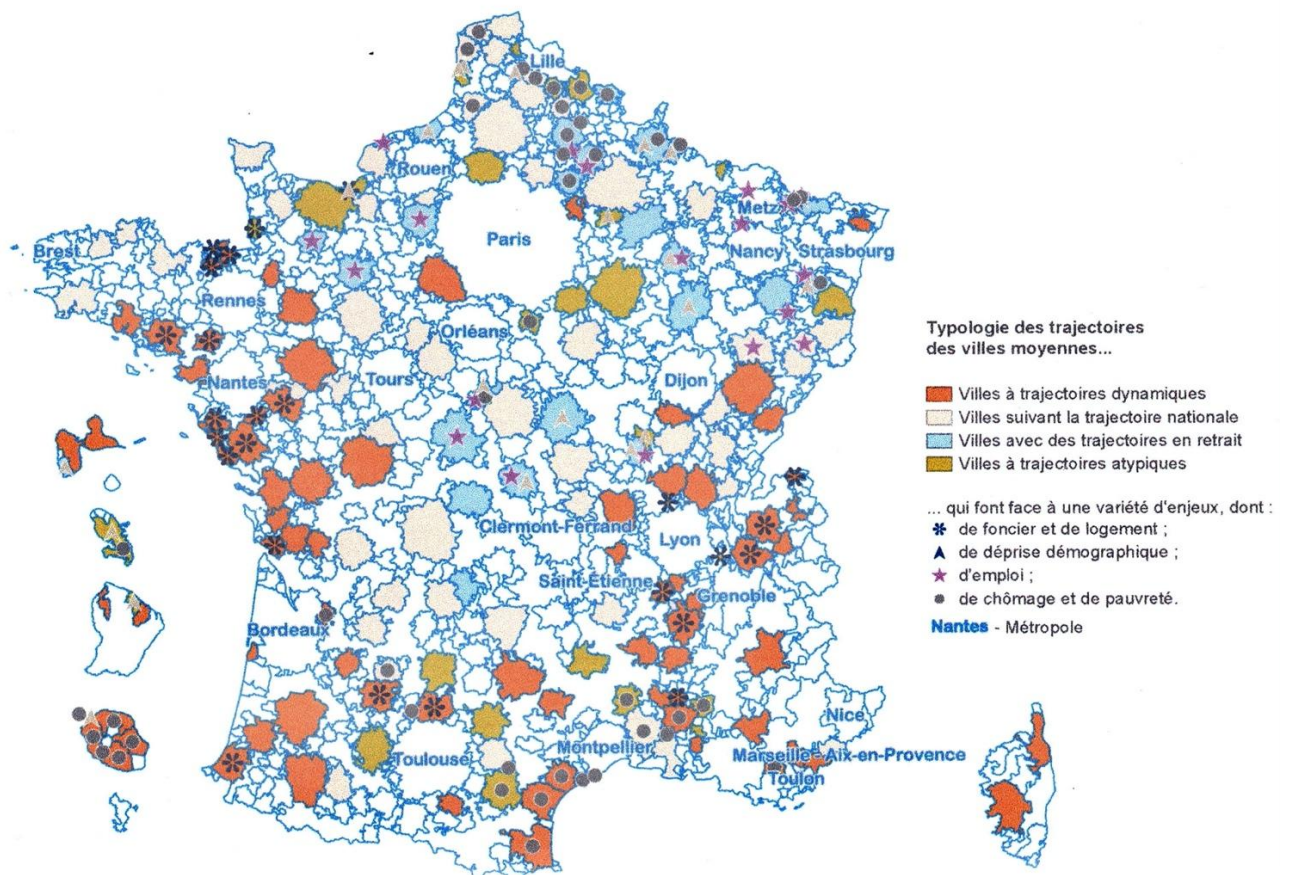 Lille
Rouen
Metz
Brest
Paris
Nancy
Strasbourg
Rennes
Orléans
Nantes
Tours
Dijon
Clermont-Ferrand
Lyon
Saint-Étienne
Grenoble
Bordeaux
Nice
Toulouse
Montpellier
Marseille - Aix-en-Provence
Toulon
Typologie des trajectoires
des villes moyennes...
Villes à trajectoires dynamiques
Villes suivant la trajectoire nationale
Villes avec des trajectoires en retrait
Villes à trajectoires atypiques
... qui font face à une variété d'enjeux, dont :
de foncier et de logement ;
de déprise démographique ;
d'emploi ;
de chômage et de pauvreté.
Nantes - Métropole